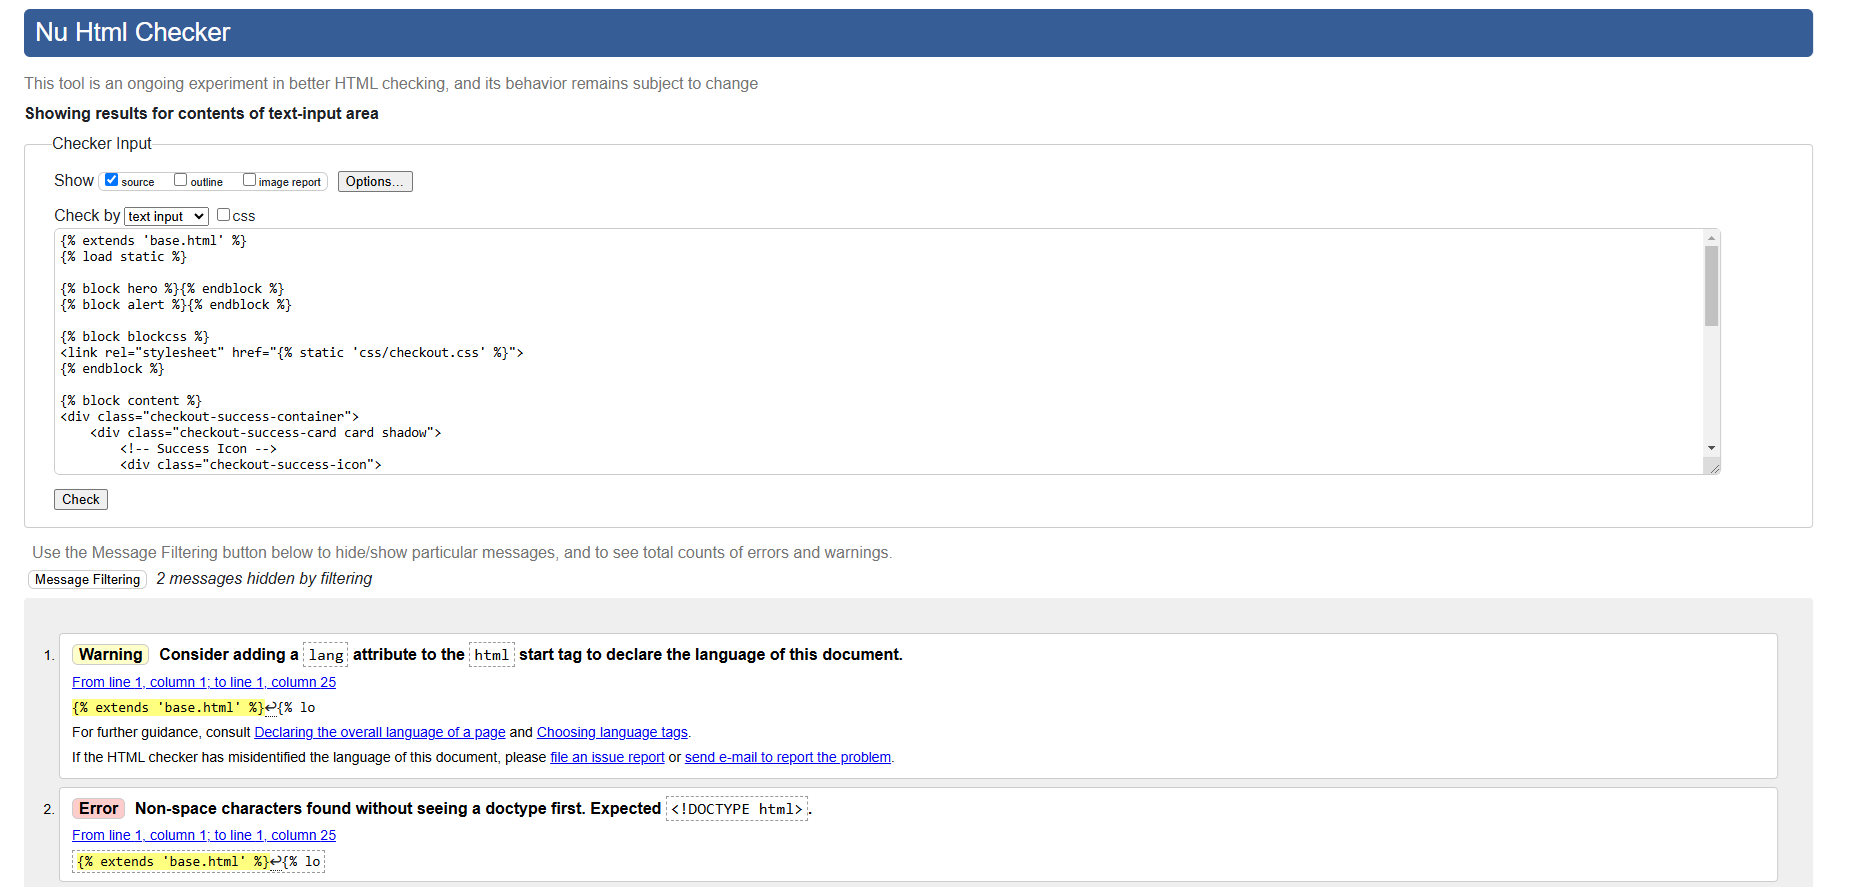 Nu Html Checker
This tool is an ongoing experiment in better HTML checking, and its behavior remains subject to change
Showing results for contents of text-input area
Checker Input
Show source outline image report Options...
Check by text input css
{% extends 'base.html' %}
{% load static %}
{% block hero %}{% endblock %}
{% block alert %}{% endblock %}
{% block blockcss %}
<link rel="stylesheet" href="{% static 'css/checkout.css' %}">
{% endblock %}
{% block content %}
<div class="checkout-success-container">
<div class="checkout-success-card card shadow">
<!-- Success Icon -->
<div class="checkout-success-icon">
Check
Use the Message Filtering button below to hide/show particular messages, and to see total counts of errors and warnings.
Message Filtering 2 messages hidden by filtering
1. Warning Consider adding a lang attribute to the html start tag to declare the language of this document.
From line 1, column 1; to line 1, column 25
{% extends 'base.html' %}↩{% lo
For further guidance, consult Declaring the overall language of a page and Choosing language tags.
If the HTML checker has misidentified the language of this document, please file an issue report or send e-mail to report the problem.
2. Error Non-space characters found without seeing a doctype first. Expected <!DOCTYPE html>.
From line 1, column 1; to line 1, column 25
{% extends 'base.html' %}↩{% lo